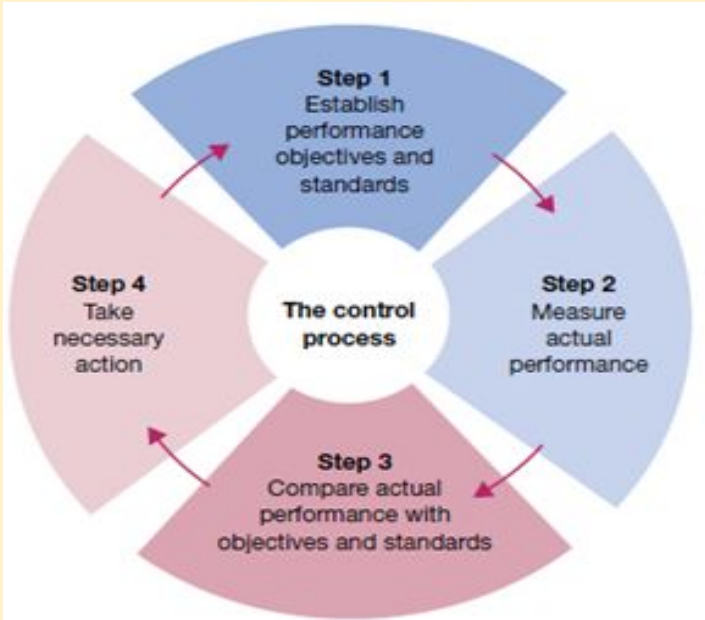 Step 1
Establish
performance
objectives and
standards
Step 2
Measure
actual
performance
Step 3
Compare actual
performance with
objectives and standards
Step 4
Take
necessary
action
The control
process